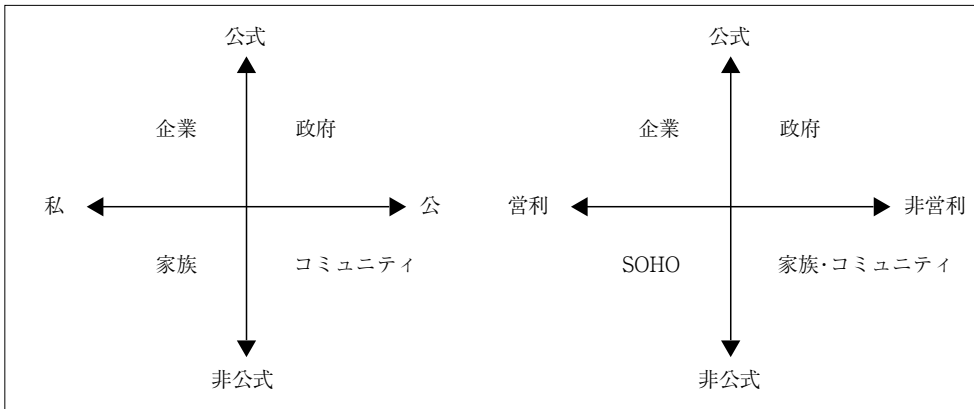 公式
企業
政府
私
公
家族
コミュニティ
非公式
公式
企業
政府
営利
非営利
SOHO
家族・コミュニティ
非公式